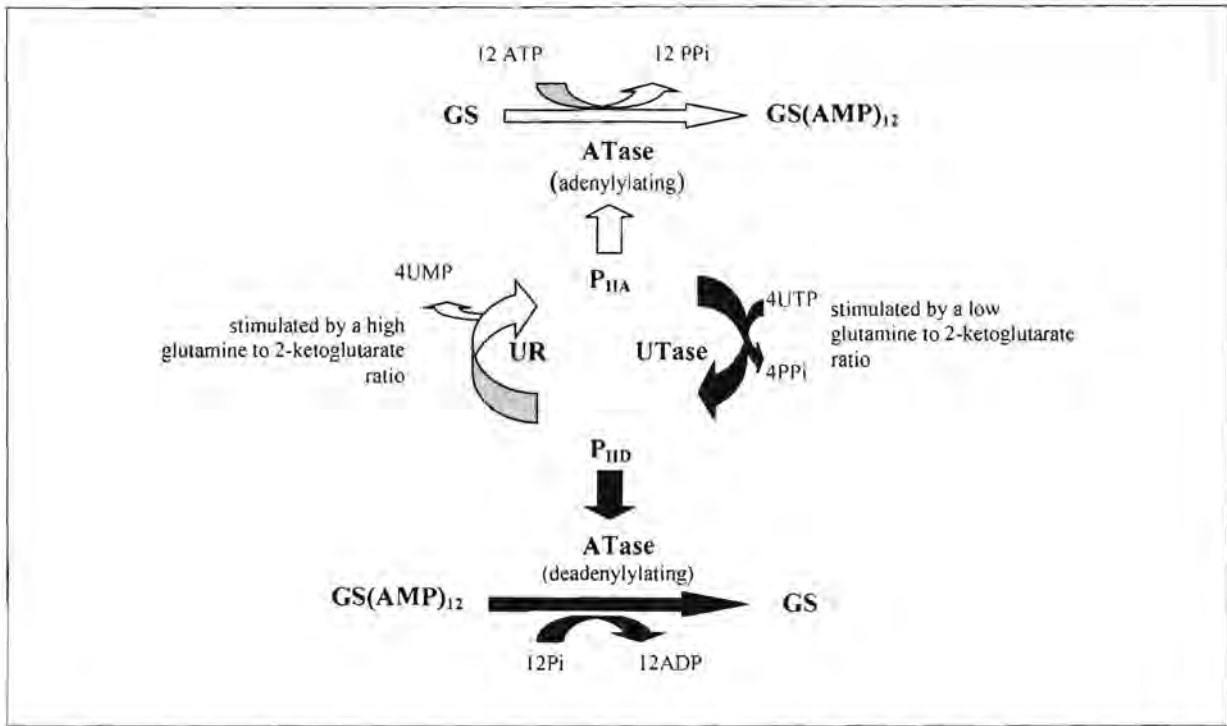 12 ATP 12 PPi
GS GS(AMP)₁₂
ATase
(adenylylating)
P_IIA
4UMP
stimulated by a high
glutamine to 2-ketoglutarate
ratio
UR
UTase
4UTP
4PPi
stimulated by a low
glutamine to 2-ketoglutarate
ratio
P_IID
ATase
(deadenylylating)
GS(AMP)₁₂ GS
12Pi 12ADP